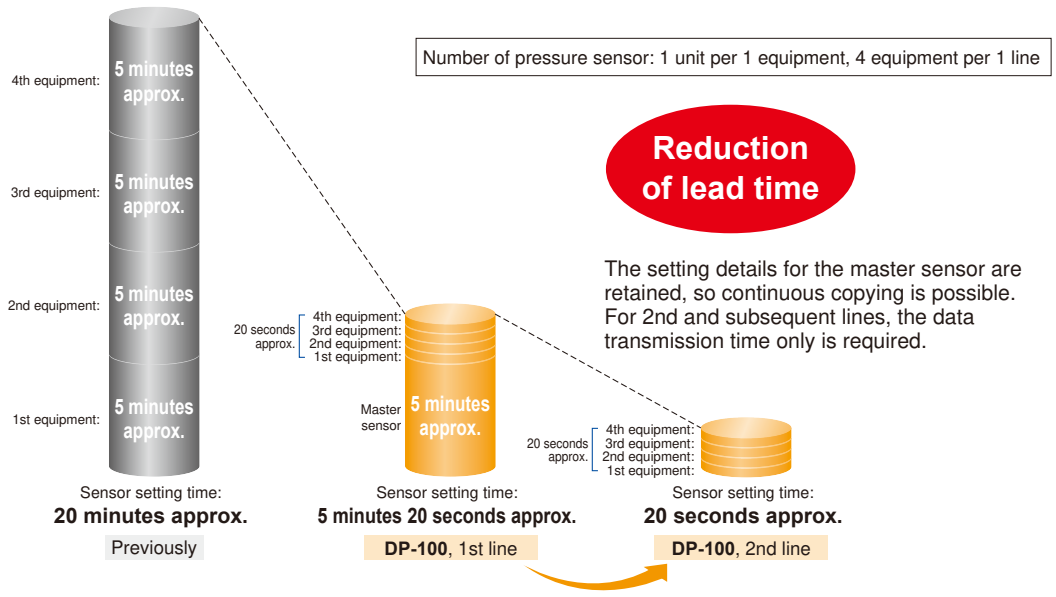 Number of pressure sensor: 1 unit per 1 equipment, 4 equipment per 1 line
Reduction
of lead time
The setting details for the master sensor are
retained, so continuous copying is possible.
For 2nd and subsequent lines, the data
transmission time only is required.
4th equipment:
5 minutes
approx.
3rd equipment:
5 minutes
approx.
2nd equipment:
5 minutes
approx.
1st equipment:
5 minutes
approx.
Sensor setting time:
20 minutes approx.
Previously
20 seconds
approx.
4th equipment:
3rd equipment:
2nd equipment:
1st equipment:
Master
sensor
5 minutes
approx.
Sensor setting time:
5 minutes 20 seconds approx.
DP-100, 1st line
20 seconds
approx.
4th equipment:
3rd equipment:
2nd equipment:
1st equipment:
Sensor setting time:
20 seconds approx.
DP-100, 2nd line